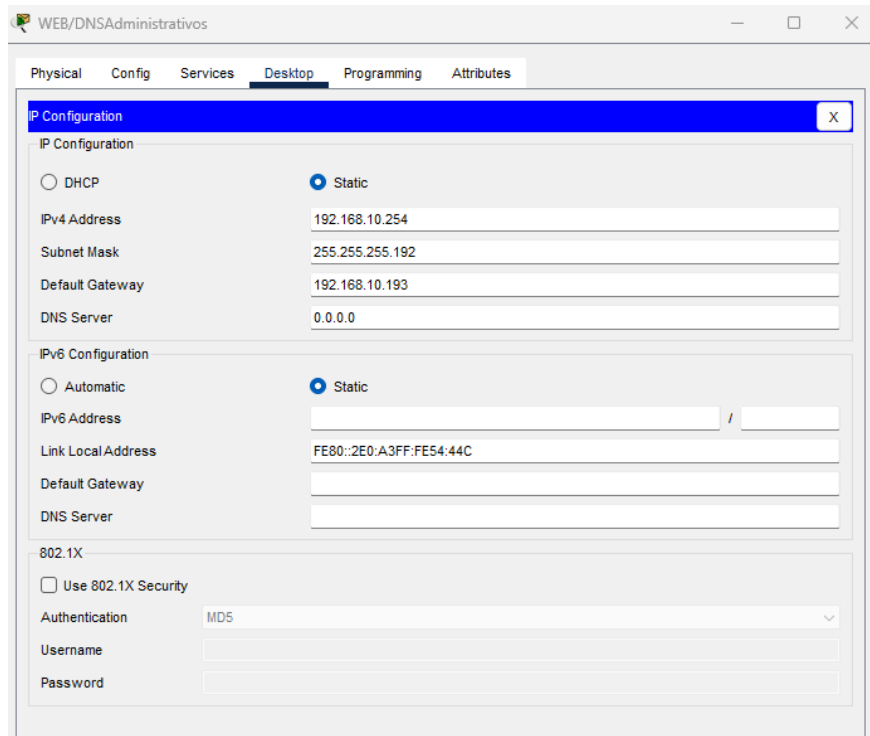 WEB/DNSAdministrativos
Physical Config Services Desktop Programming Attributes
IP Configuration X
IP Configuration
DHCP Static
IPv4 Address 192.168.10.254
Subnet Mask 255.255.255.192
Default Gateway 192.168.10.193
DNS Server 0.0.0.0
IPv6 Configuration
Automatic Static
IPv6 Address /
Link Local Address FE80::2E0:A3FF:FE54:44C
Default Gateway
DNS Server
802.1X
Use 802.1X Security
Authentication MD5
Username
Password